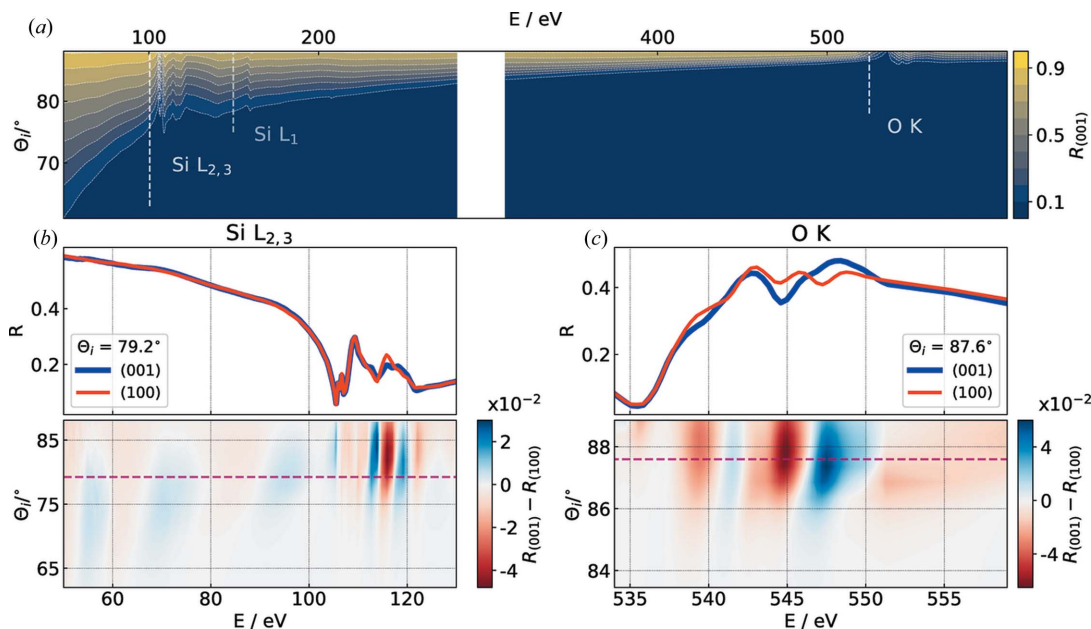 (a)
E / eV
100 200 400 500
Θi/°
80
70
Si L2,3
Si L1
O K
0.9
0.5
0.1
R(001)
(b) Si L2,3
R
0.4
0.2
Θi = 79.2°
(001)
(100)
Θi/°
85
75
65
60 80 100 120
E / eV
x10⁻²
2
0
-2
-4
R(001) − R(100)
(c) O K
R
0.4
0.2
Θi = 87.6°
(001)
(100)
Θi/°
88
86
84
535 540 545 550 555
E / eV
x10⁻²
4
0
-4
R(001) − R(100)